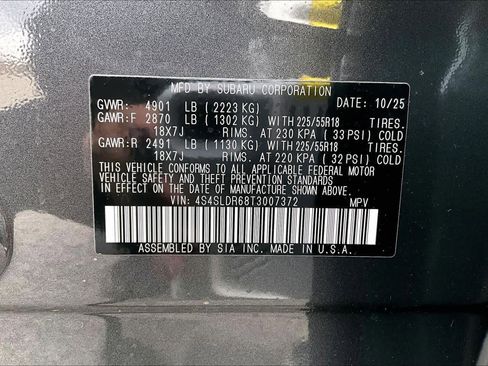 MFD BY SUBARU CORPORATION
GVWR: 4901 LB ( 2223 KG) DATE: 10/25
GAWR:F 2870 LB ( 1302 KG) WITH 225/55R18 TIRES.
18X7J RIMS. AT 230 KPA ( 33 PSI) COLD
GAWR:R 2491 LB ( 1130 KG) WITH 225/55R18 TIRES.
18X7J RIMS. AT 220 KPA ( 32 PSI) COLD
THIS VEHICLE CONFORMS TO ALL APPLICABLE FEDERAL MOTOR
VEHICLE SAFETY, BUMPER, AND THEFT PREVENTION STANDARDS
IN EFFECT ON THE DATE OF MANUFACTURE SHOWN ABOVE.
VIN: 4S4SLDR68T3007372 MPV
ASSEMBLED BY SIA INC. MADE IN U.S.A.